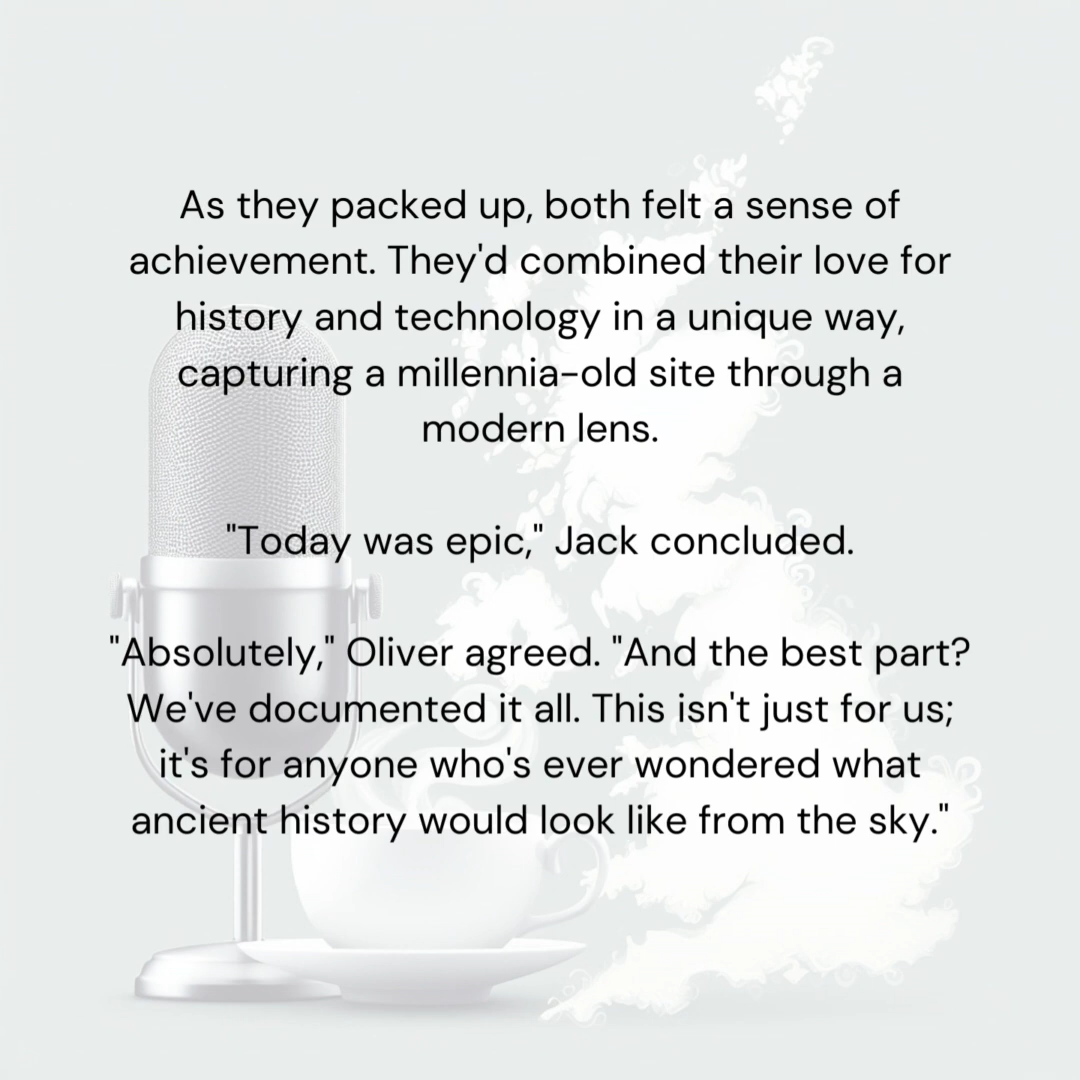 As they packed up, both felt a sense of
achievement. They'd combined their love for
history and technology in a unique way,
capturing a millennia-old site through a
modern lens.
"Today was epic," Jack concluded.
"Absolutely," Oliver agreed. "And the best part?
We've documented it all. This isn't just for us;
it's for anyone who's ever wondered what
ancient history would look like from the sky."